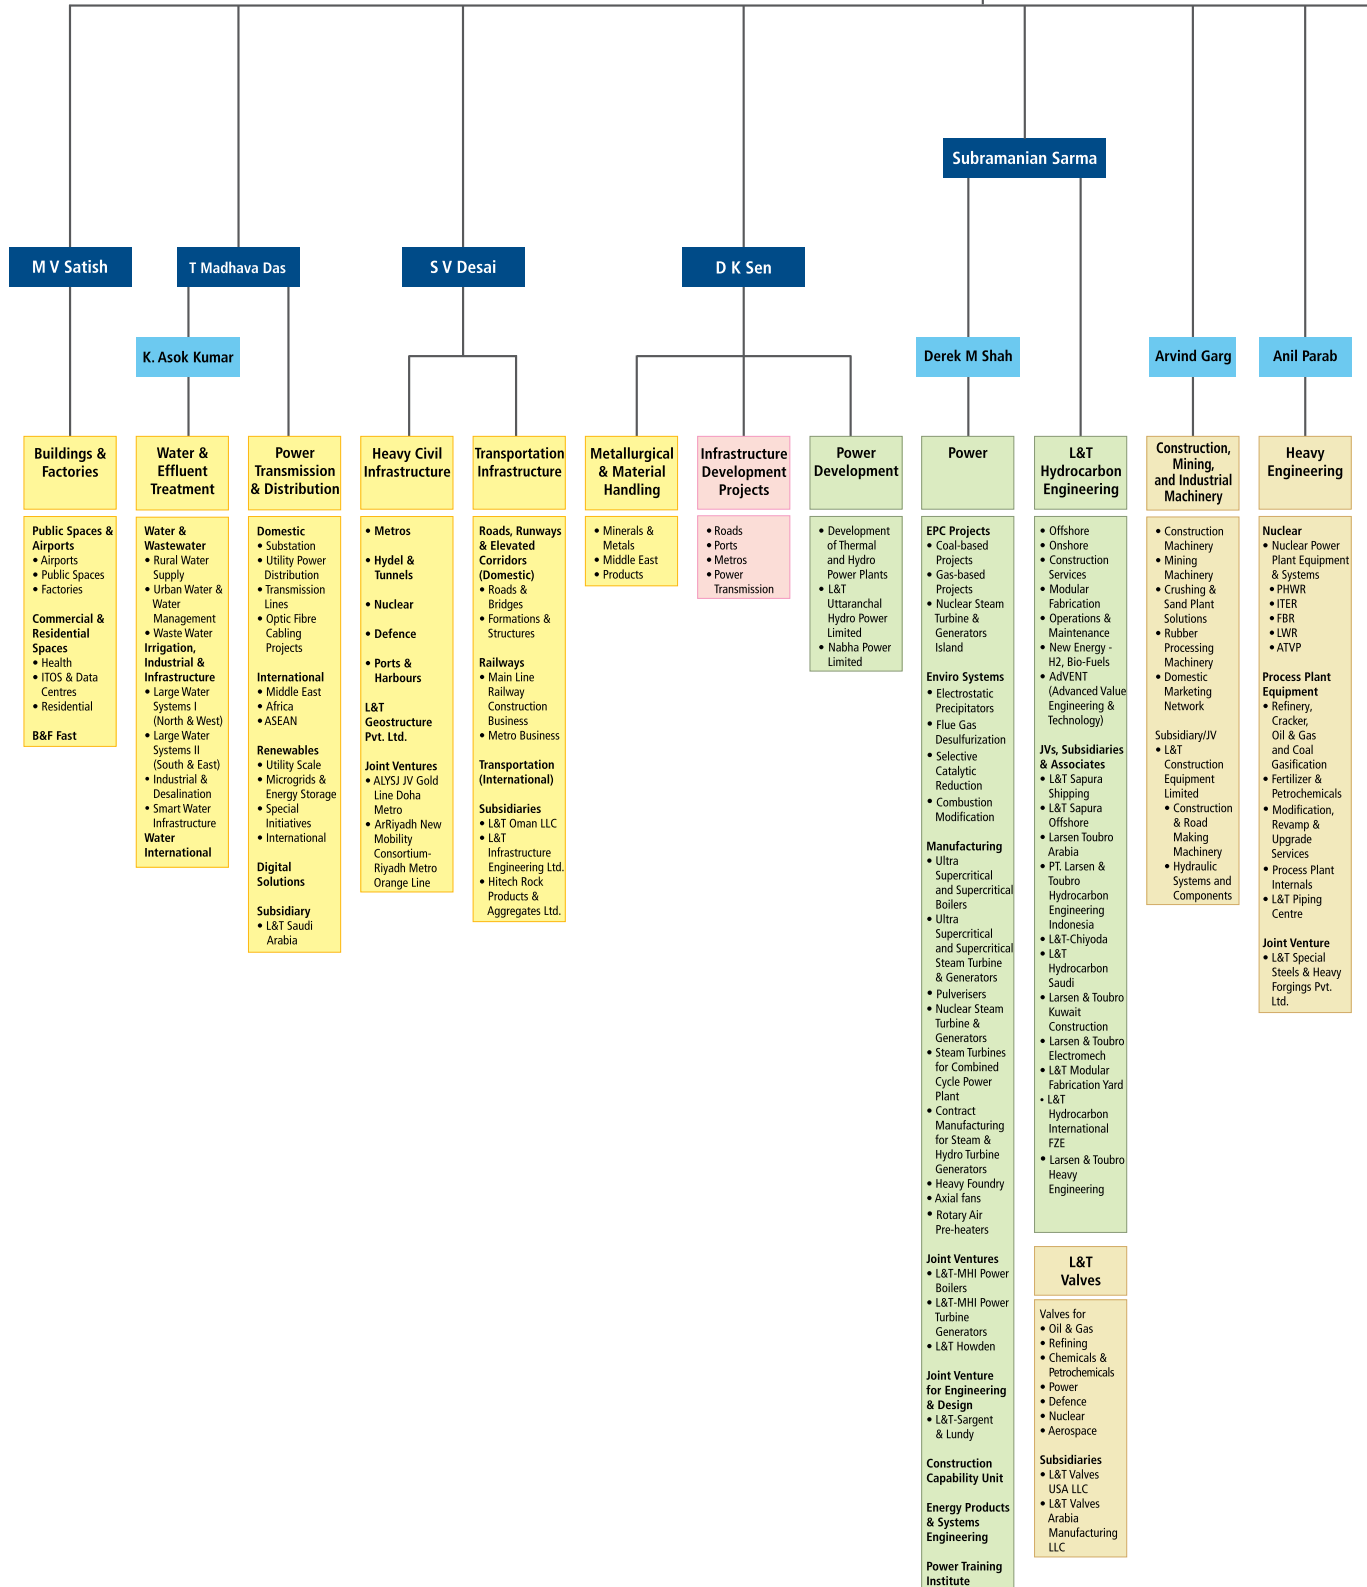 Subramanian Sarma
M V Satish
T Madhava Das
S V Desai
D K Sen
K. Asok Kumar
Derek M Shah
Arvind Garg
Anil Parab
Buildings &
Factories
Public Spaces &
Airports
• Airports
• Public Spaces
• Factories
Commercial &
Residential
Spaces
• Health
• ITOS & Data
Centres
• Residential
B&F Fast
Water &
Effluent
Treatment
Water &
Wastewater
• Rural Water
Supply
• Urban Water &
Water
Management
• Waste Water
Irrigation,
Industrial &
Infrastructure
• Large Water
Systems I
(North & West)
• Large Water
Systems II
(South & East)
• Industrial &
Desalination
• Smart Water
Infrastructure
Water
International
Power
Transmission
& Distribution
Domestic
• Substation
• Utility Power
Distribution
• Transmission
Lines
• Optic Fibre
Cabling
Projects
International
• Middle East
• Africa
• ASEAN
Renewables
• Utility Scale
• Microgrids &
Energy Storage
• Special
Initiatives
• International
Digital
Solutions
Subsidiary
• L&T Saudi
Arabia
Heavy Civil
Infrastructure
• Metros
• Hydel &
Tunnels
• Nuclear
• Defence
• Ports &
Harbours
L&T
Geostructure
Pvt. Ltd.
Joint Ventures
• ALYSJ JV Gold
Line Doha
Metro
• ArRiyadh New
Mobility
Consortium-
Riyadh Metro
Orange Line
Transportation
Infrastructure
Roads, Runways
& Elevated
Corridors
(Domestic)
• Roads &
Bridges
• Formations &
Structures
Railways
• Main Line
Railway
Construction
Business
• Metro Business
Transportation
(International)
Subsidiaries
• L&T Oman LLC
• L&T
Infrastructure
Engineering Ltd.
• Hitech Rock
Products &
Aggregates Ltd.
Metallurgical
& Material
Handling
• Minerals &
Metals
• Middle East
• Products
Infrastructure
Development
Projects
• Roads
• Ports
• Metros
• Power
Transmission
Power
Development
• Development
of Thermal
and Hydro
Power Plants
• L&T
Uttaranchal
Hydro Power
Limited
• Nabha Power
Limited
Power
EPC Projects
• Coal-based
Projects
• Gas-based
Projects
• Nuclear Steam
Turbine &
Generators
Island
Enviro Systems
• Electrostatic
Precipitators
• Flue Gas
Desulfurization
• Selective
Catalytic
Reduction
• Combustion
Modification
Manufacturing
• Ultra
Supercritical
and Supercritical
Boilers
• Ultra
Supercritical
and Supercritical
Steam Turbine
& Generators
• Pulverisers
• Nuclear Steam
Turbine &
Generators
• Steam Turbines
for Combined
Cycle Power
Plant
• Contract
Manufacturing
for Steam &
Hydro Turbine
Generators
• Heavy Foundry
• Axial fans
• Rotary Air
Pre-heaters
Joint Ventures
• L&T-MHI Power
Boilers
• L&T-MHI Power
Turbine
Generators
• L&T Howden
Joint Venture
for Engineering
& Design
• L&T-Sargent
& Lundy
Construction
Capability Unit
Energy Products
& Systems
Engineering
Power Training
Institute
L&T
Hydrocarbon
Engineering
• Offshore
• Onshore
• Construction
Services
• Modular
Fabrication
• Operations &
Maintenance
• New Energy -
H2, Bio-Fuels
• AdVENT
(Advanced Value
Engineering &
Technology)
JVs, Subsidiaries
& Associates
• L&T Sapura
Shipping
• L&T Sapura
Offshore
• Larsen Toubro
Arabia
• PT. Larsen &
Toubro
Hydrocarbon
Engineering
Indonesia
• L&T-Chiyoda
• L&T
Hydrocarbon
Saudi
• Larsen & Toubro
Kuwait
Construction
• Larsen & Toubro
Electromech
• L&T Modular
Fabrication Yard
• L&T
Hydrocarbon
International
FZE
• Larsen & Toubro
Heavy
Engineering
L&T
Valves
Valves for
• Oil & Gas
• Refining
• Chemicals &
Petrochemicals
• Power
• Defence
• Nuclear
• Aerospace
Subsidiaries
• L&T Valves
USA LLC
• L&T Valves
Arabia
Manufacturing
LLC
Construction,
Mining,
and Industrial
Machinery
• Construction
Machinery
• Mining
Machinery
• Crushing &
Sand Plant
Solutions
• Rubber
Processing
Machinery
• Domestic
Marketing
Network
Subsidiary/JV
• L&T
Construction
Equipment
Limited
• Construction
& Road
Making
Machinery
• Hydraulic
Systems and
Components
Heavy
Engineering
Nuclear
• Nuclear Power
Plant Equipment
& Systems
• PHWR
• ITER
• FBR
• LWR
• ATVP
Process Plant
Equipment
• Refinery,
Cracker,
Oil & Gas
and Coal
Gasification
• Fertilizer &
Petrochemicals
• Modification,
Revamp &
Upgrade
Services
• Process Plant
Internals
• L&T Piping
Centre
Joint Venture
• L&T Special
Steels & Heavy
Forgings Pvt.
Ltd.